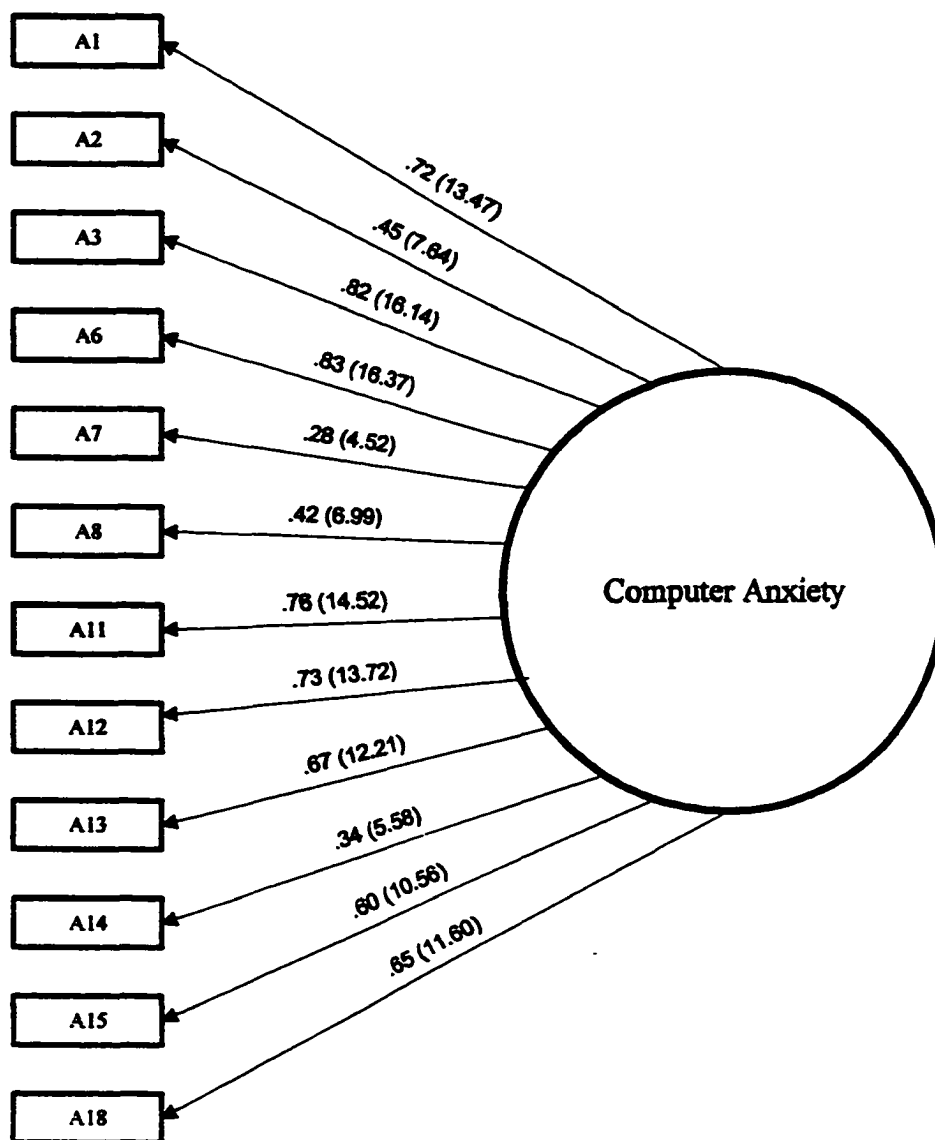 A1
.72 (13.47)
A2
.45 (7.64)
A3
.82 (16.14)
A6
.83 (16.37)
A7
.28 (4.52)
A8
.42 (6.99)
A11
.76 (14.52)
Computer Anxiety
A12
.73 (13.72)
A13
.67 (12.21)
A14
.34 (5.58)
A15
.60 (10.56)
A18
.65 (11.60)